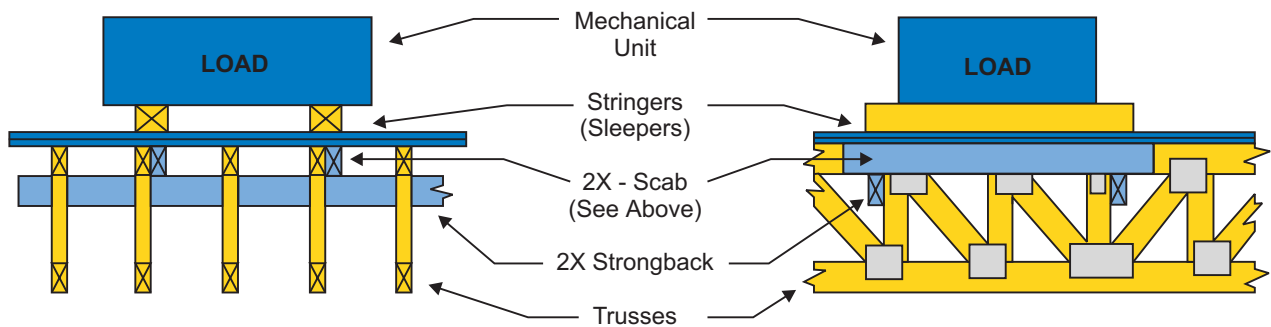 LOAD
Mechanical
Unit
LOAD
Stringers
(Sleepers)
2X - Scab
(See Above)
2X Strongback
Trusses